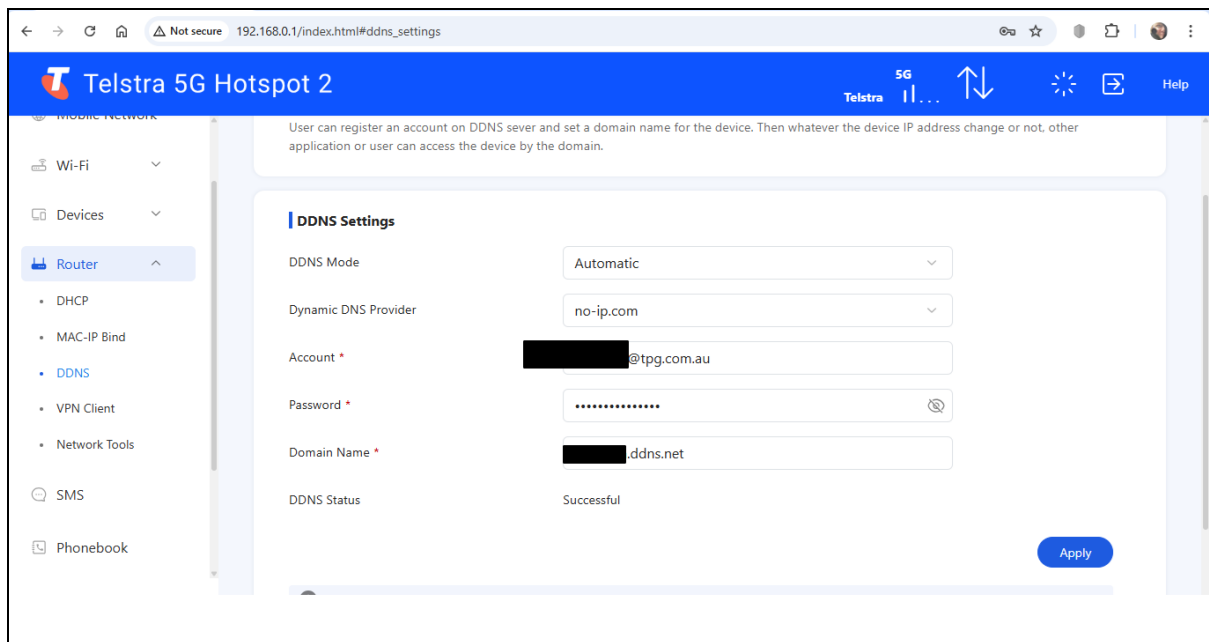 Not secure 192.168.0.1/index.html#ddns_settings
Telstra 5G Hotspot 2
5G
Telstra
Help
Mobile Network
User can register an account on DDNS sever and set a domain name for the device. Then whatever the device IP address change or not, other
application or user can access the device by the domain.
Wi-Fi
Devices
Router
DHCP
MAC-IP Bind
DDNS
VPN Client
Network Tools
SMS
Phonebook
DDNS Settings
DDNS Mode Automatic
Dynamic DNS Provider no-ip.com
Account * @tpg.com.au
Password * •••••••••••••••
Domain Name * .ddns.net
DDNS Status Successful
Apply